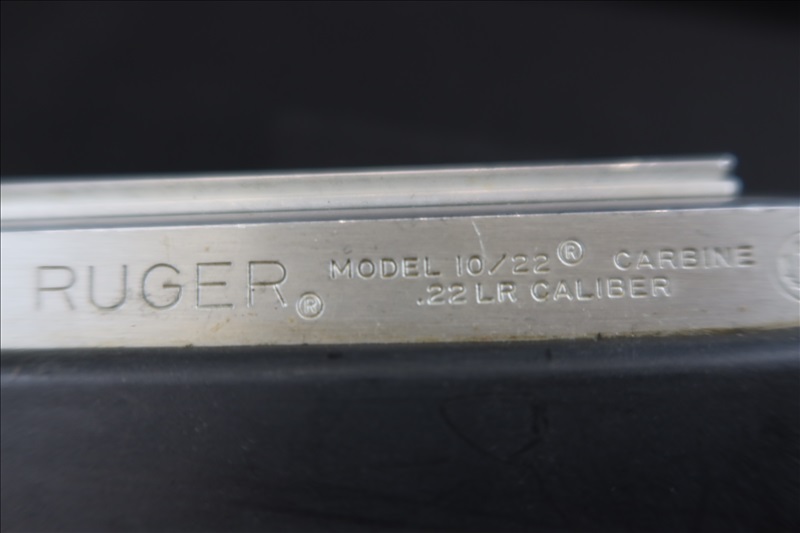 RUGER®
MODEL 10/22® CARBINE
.22 LR CALIBER